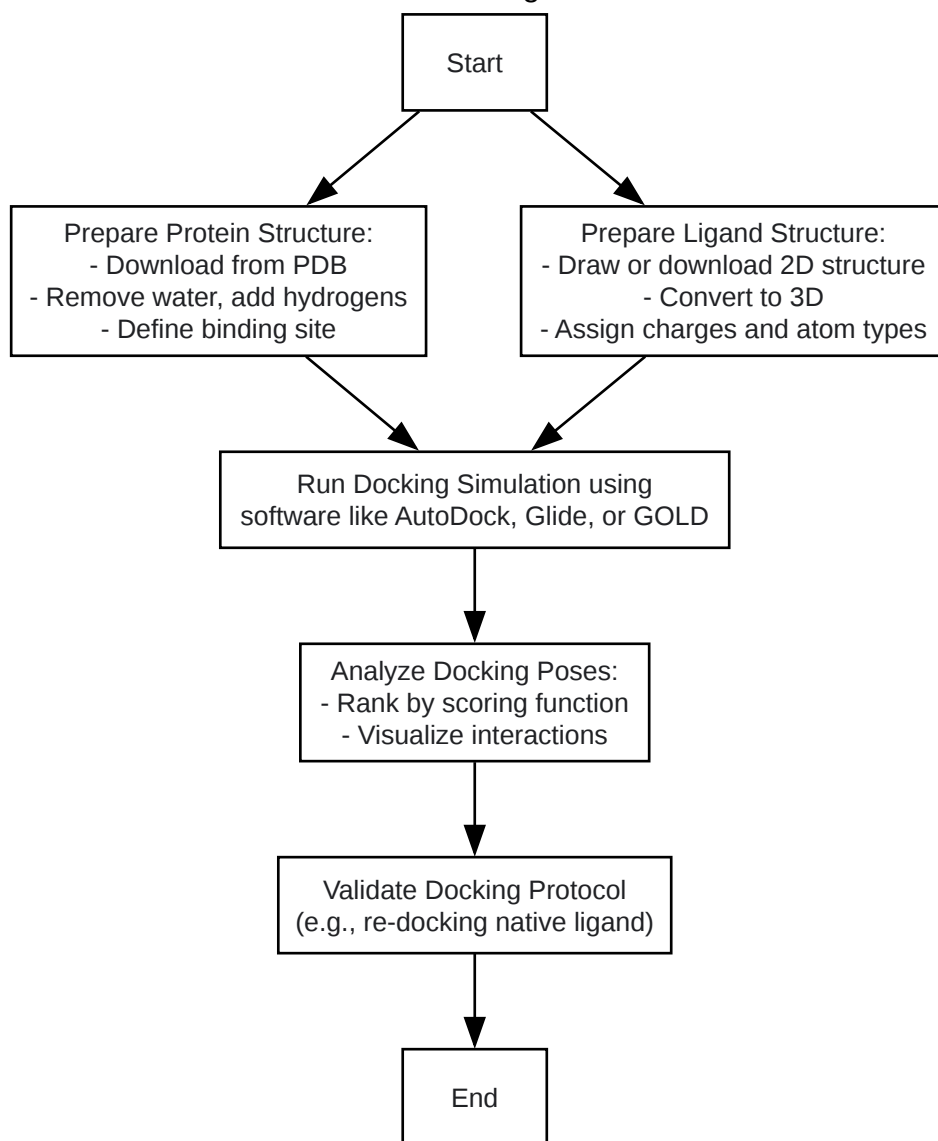 Start
Prepare Protein Structure:
- Download from PDB
- Remove water, add hydrogens
- Define binding site
Prepare Ligand Structure:
- Draw or download 2D structure
- Convert to 3D
- Assign charges and atom types
Run Docking Simulation using
software like AutoDock, Glide, or GOLD
Analyze Docking Poses:
- Rank by scoring function
- Visualize interactions
Validate Docking Protocol
(e.g., re-docking native ligand)
End